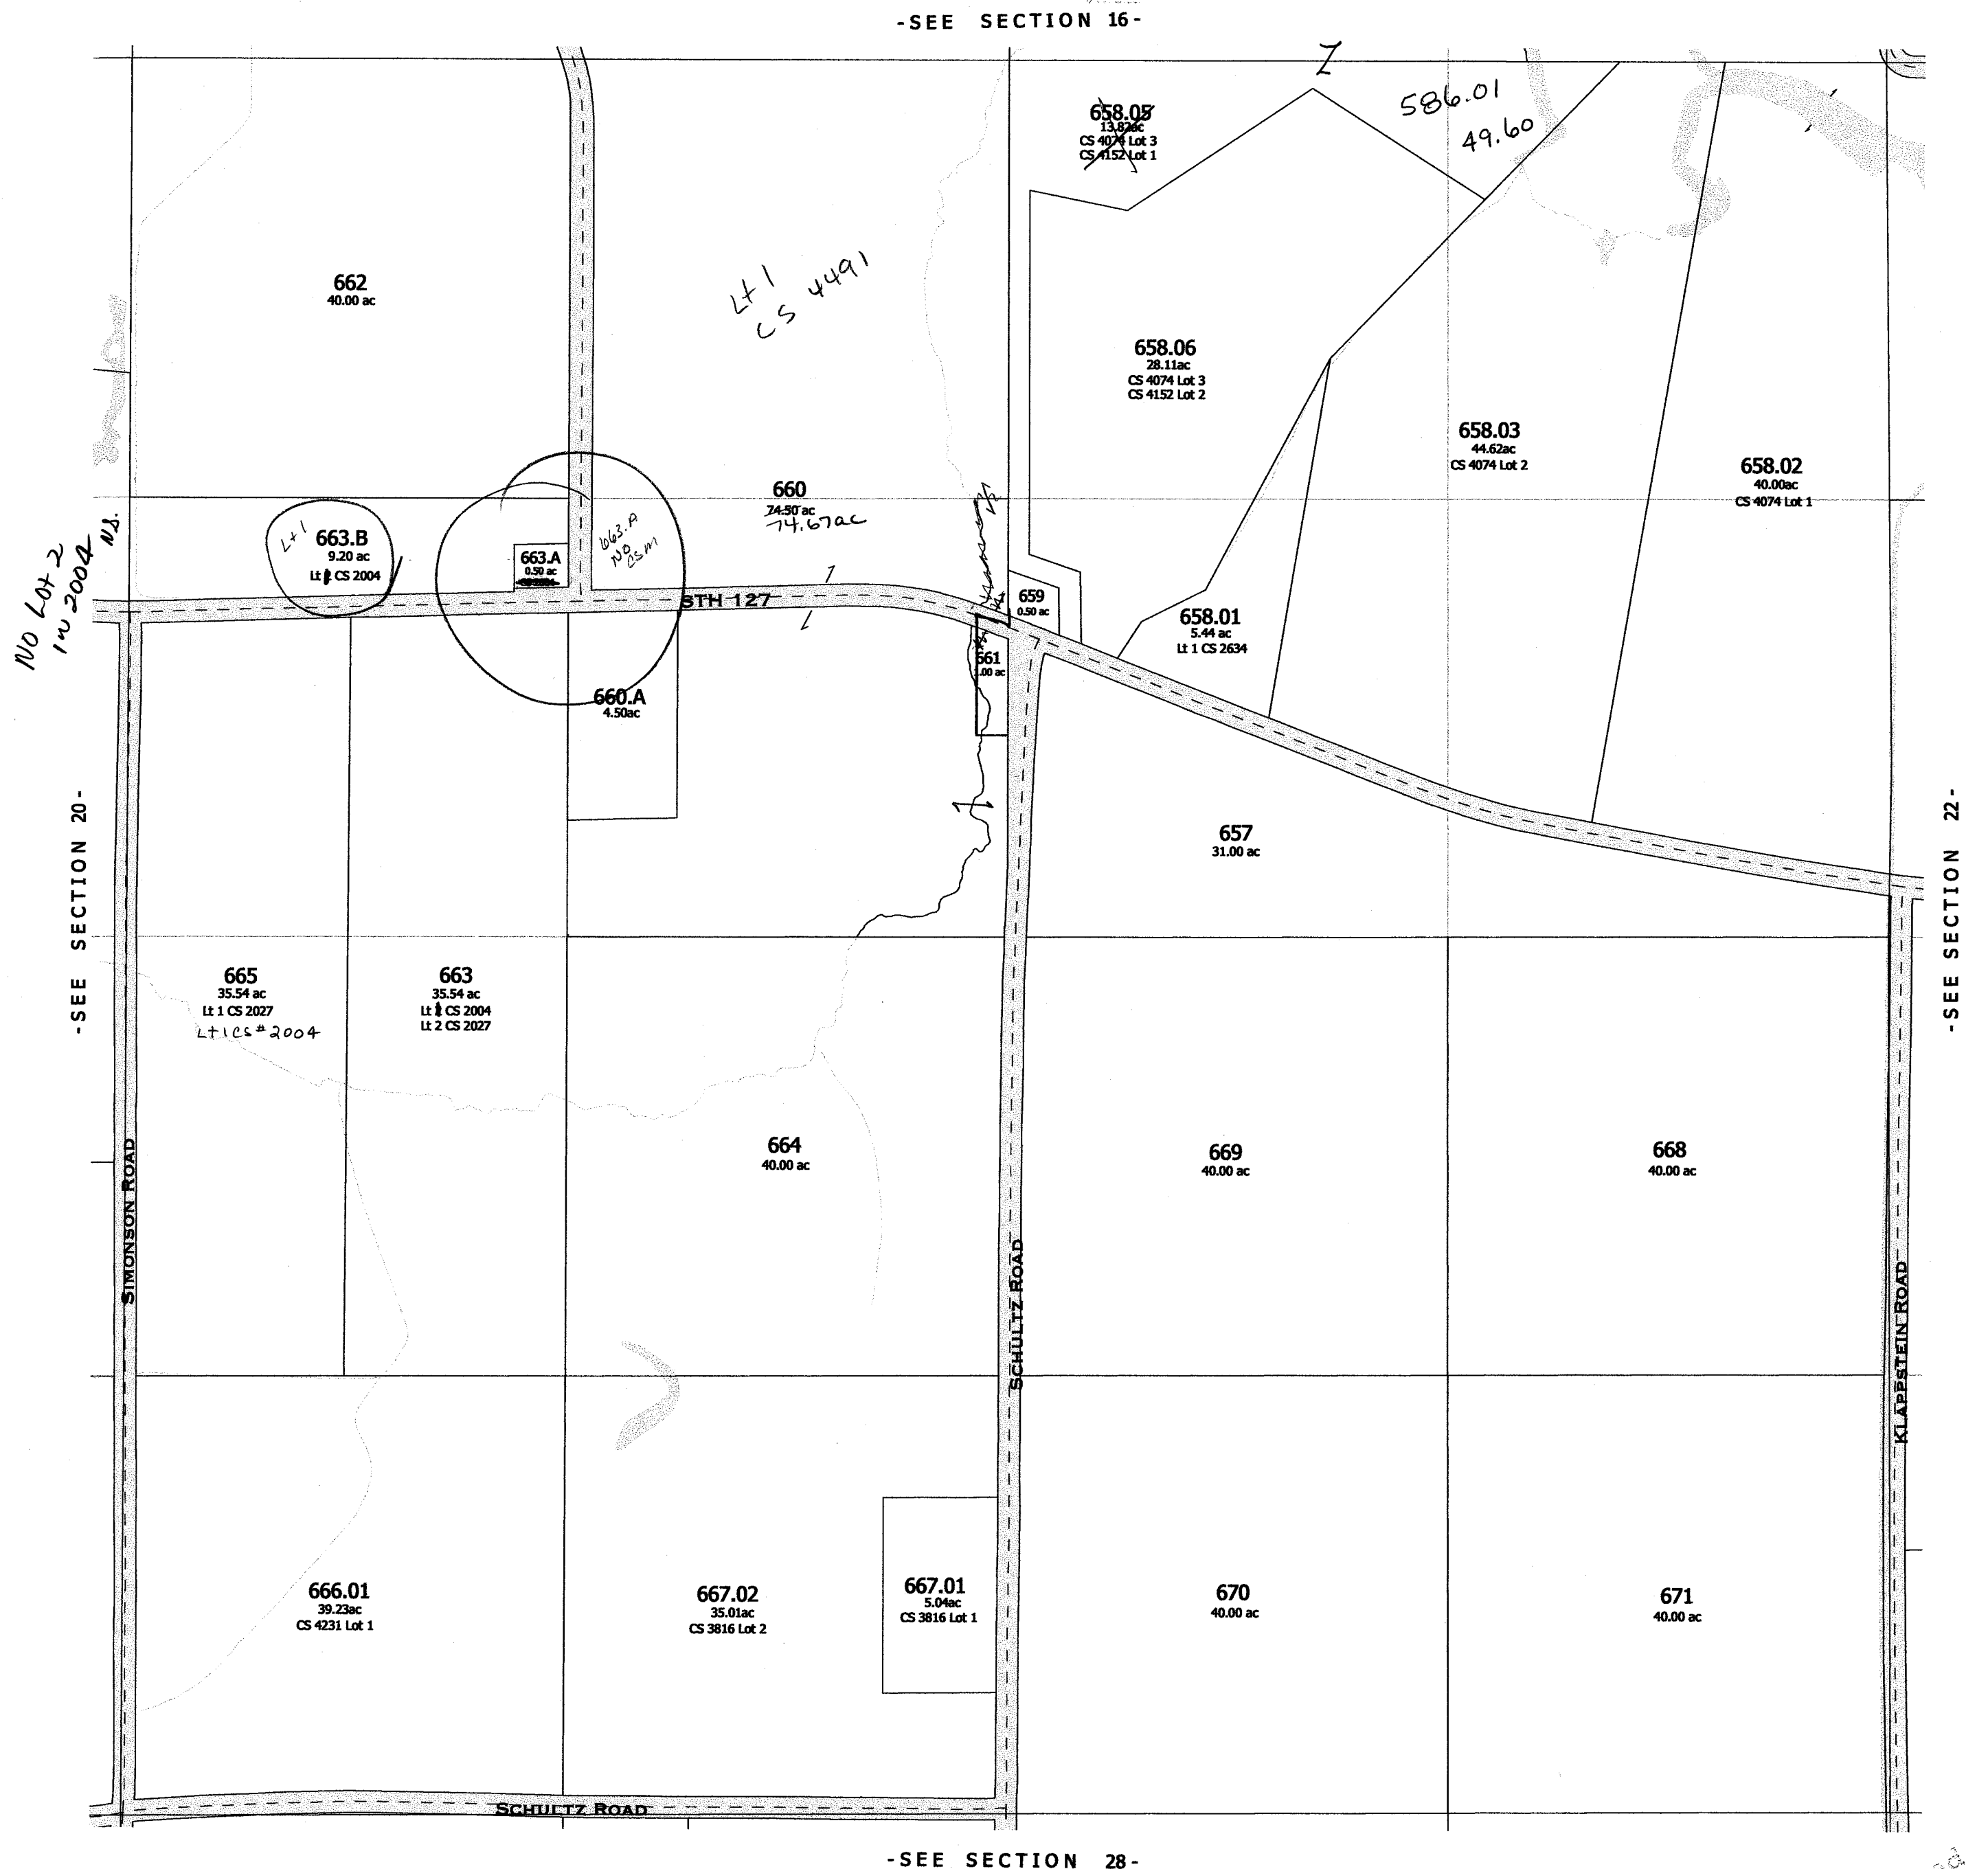 -SEE SECTION 16-
658.05
13.82ac
CS 4074 Lot 3
CS 4152 Lot 1
586.01
49.60
662
40.00 ac
Lt 1
CS 4491
658.06
28.11ac
CS 4074 Lot 3
CS 4152 Lot 2
658.03
44.62ac
CS 4074 Lot 2
658.02
40.00ac
CS 4074 Lot 1
660
74.50 ac
74.67ac
NO Lot 2
IN 2004 NS.
Lt 1
663.B
9.20 ac
Lt CS 2004
663.A
0.50 ac
663.A
NO
CSM
STH 127
659
0.50 ac
658.01
5.44 ac
Lt 1 CS 2634
661
.00 ac
660.A
4.50ac
-SEE SECTION 20-
-SEE SECTION 22-
657
31.00 ac
665
35.54 ac
Lt 1 CS 2027
Lt 1 CS # 2004
663
35.54 ac
Lt CS 2004
Lt 2 CS 2027
664
40.00 ac
669
40.00 ac
668
40.00 ac
SIMONSON ROAD
SCHULTZ ROAD
KLAPPSTEIN ROAD
666.01
39.23ac
CS 4231 Lot 1
667.02
35.01ac
CS 3816 Lot 2
667.01
5.04ac
CS 3816 Lot 1
670
40.00 ac
671
40.00 ac
SCHULTZ ROAD
-SEE SECTION 28-